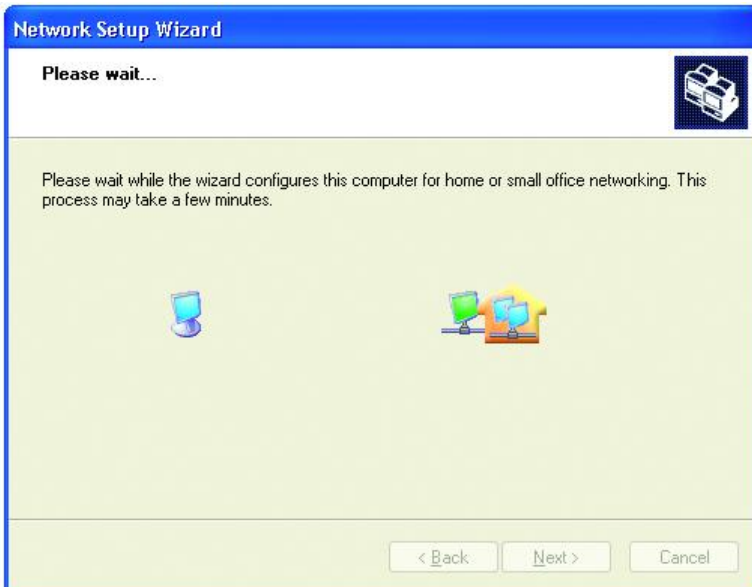 Network Setup Wizard
Please wait...
Please wait while the wizard configures this computer for home or small office networking. This
process may take a few minutes.
< Back Next > Cancel